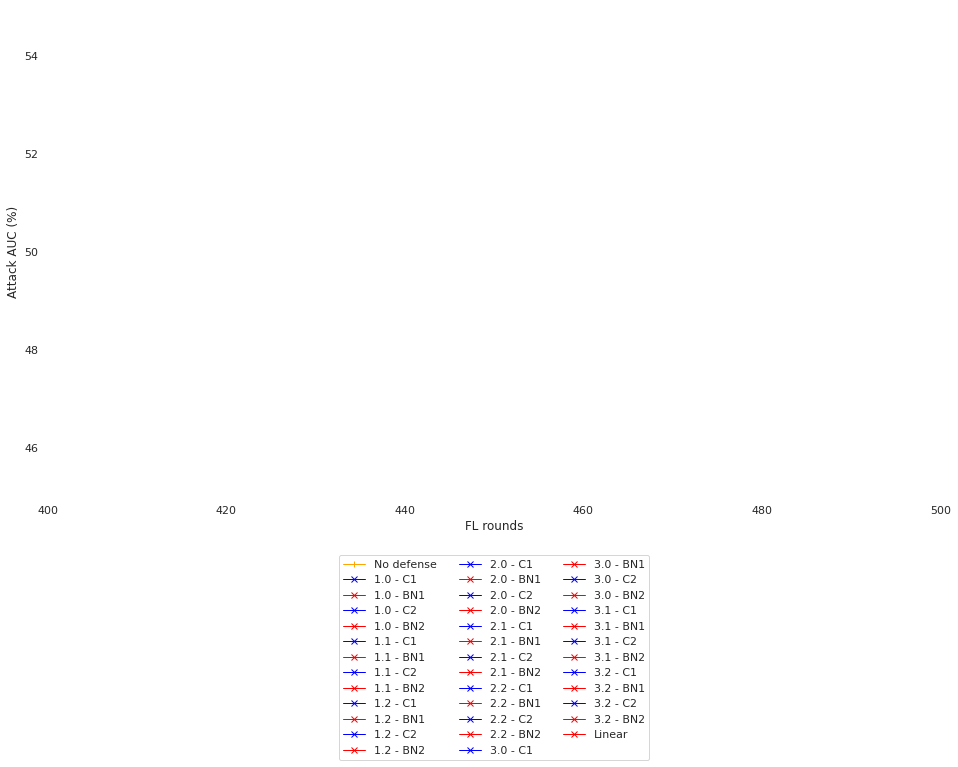 54
52
50
48
46
Attack AUC (%)
400 420 440 460 480 500
FL rounds
No defense
1.0 - C1
1.0 - BN1
1.0 - C2
1.0 - BN2
1.1 - C1
1.1 - BN1
1.1 - C2
1.1 - BN2
1.2 - C1
1.2 - BN1
1.2 - C2
1.2 - BN2
2.0 - C1
2.0 - BN1
2.0 - C2
2.0 - BN2
2.1 - C1
2.1 - BN1
2.1 - C2
2.1 - BN2
2.2 - C1
2.2 - BN1
2.2 - C2
2.2 - BN2
3.0 - C1
3.0 - BN1
3.0 - C2
3.0 - BN2
3.1 - C1
3.1 - BN1
3.1 - C2
3.1 - BN2
3.2 - C1
3.2 - BN1
3.2 - C2
3.2 - BN2
Linear